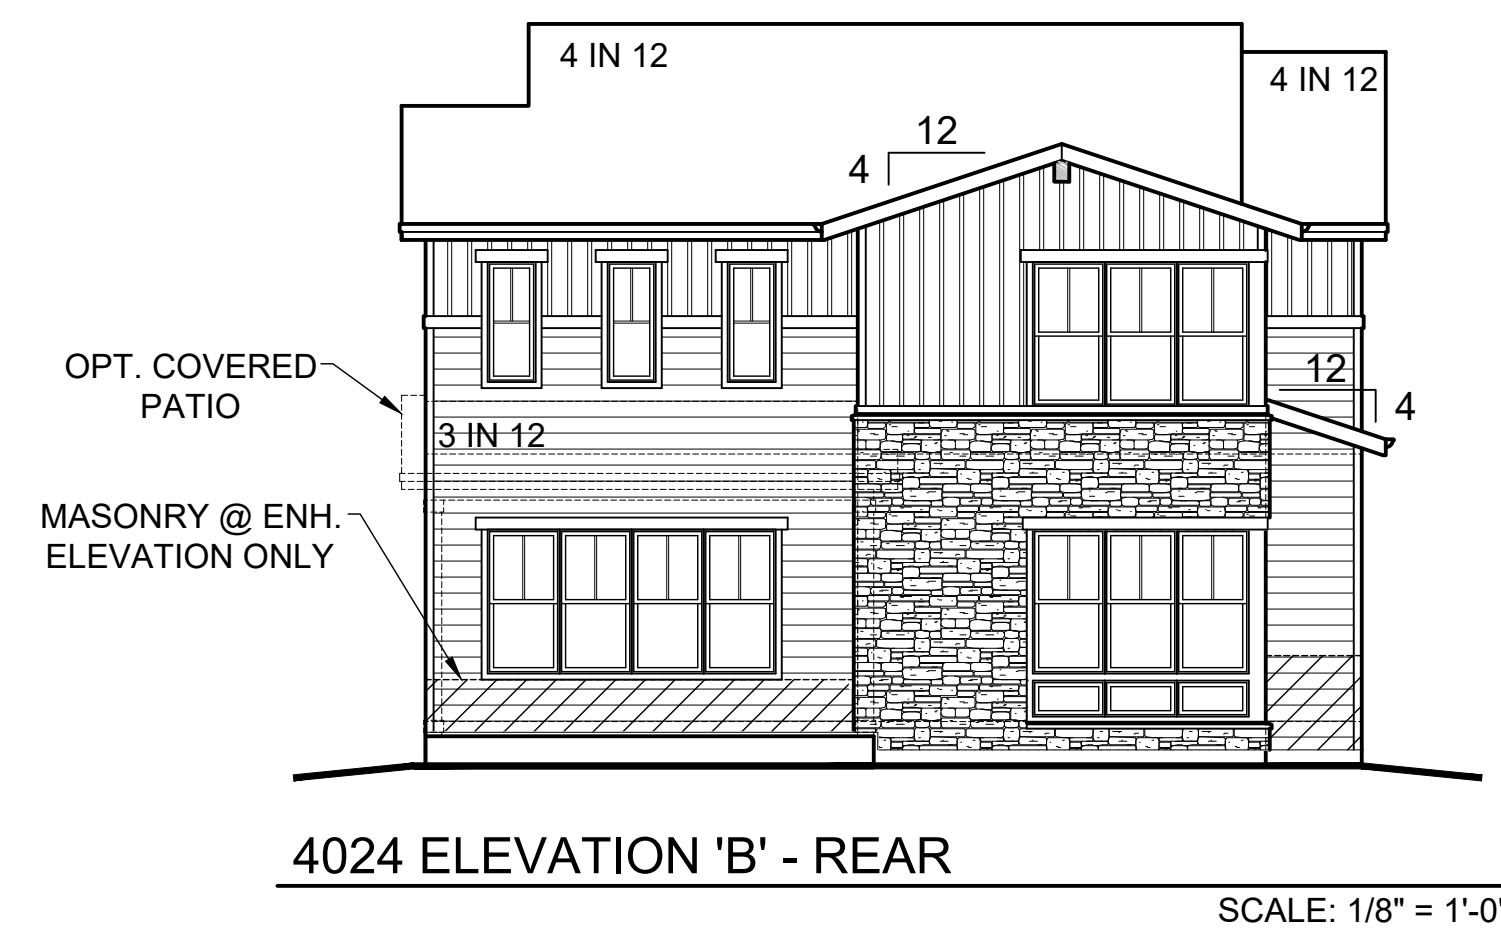 4 IN 12
4 IN 12
12
4
12
4
OPT. COVERED
PATIO
3 IN 12
MASONRY @ ENH.
ELEVATION ONLY
4024 ELEVATION 'B' - REAR
SCALE: 1/8" = 1'-0"